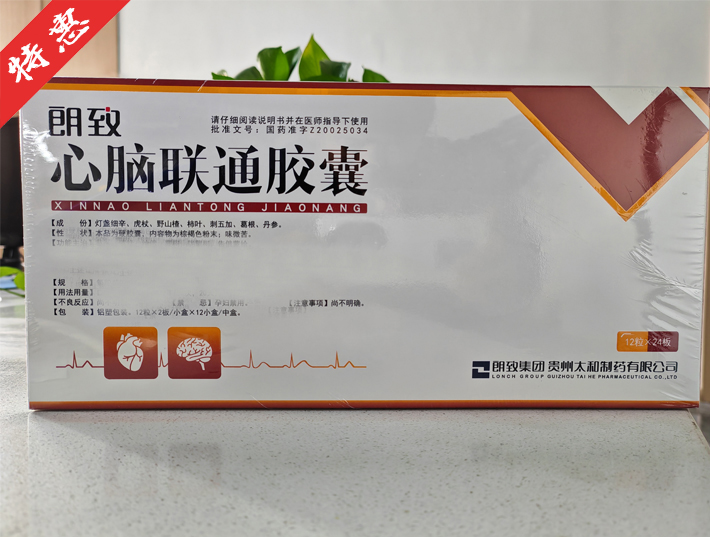 特惠
朗致
请仔细阅读说明书并在医师指导下使用
批准文号：国药准字Z20025034
心脑联通胶囊
XINNAO LIANTONG JIAONANG
【成　份】灯盏细辛、虎杖、野山楂、柿叶、刺五加、葛根、丹参。
【性　状】本品为硬胶囊，内容物为棕褐色粉末；味微苦。
【规　格】
【用法用量】
【不良反应】 【禁　忌】孕妇禁用。 【注意事项】尚不明确。
【包　装】铝塑包装。12粒×2板/小盒×12小盒/中盒。
12粒×24板
朗致集团 贵州太和制药有限公司
LONCH GROUP GUIZHOU TAI HE PHARMACEUTICAL CO.,LTD